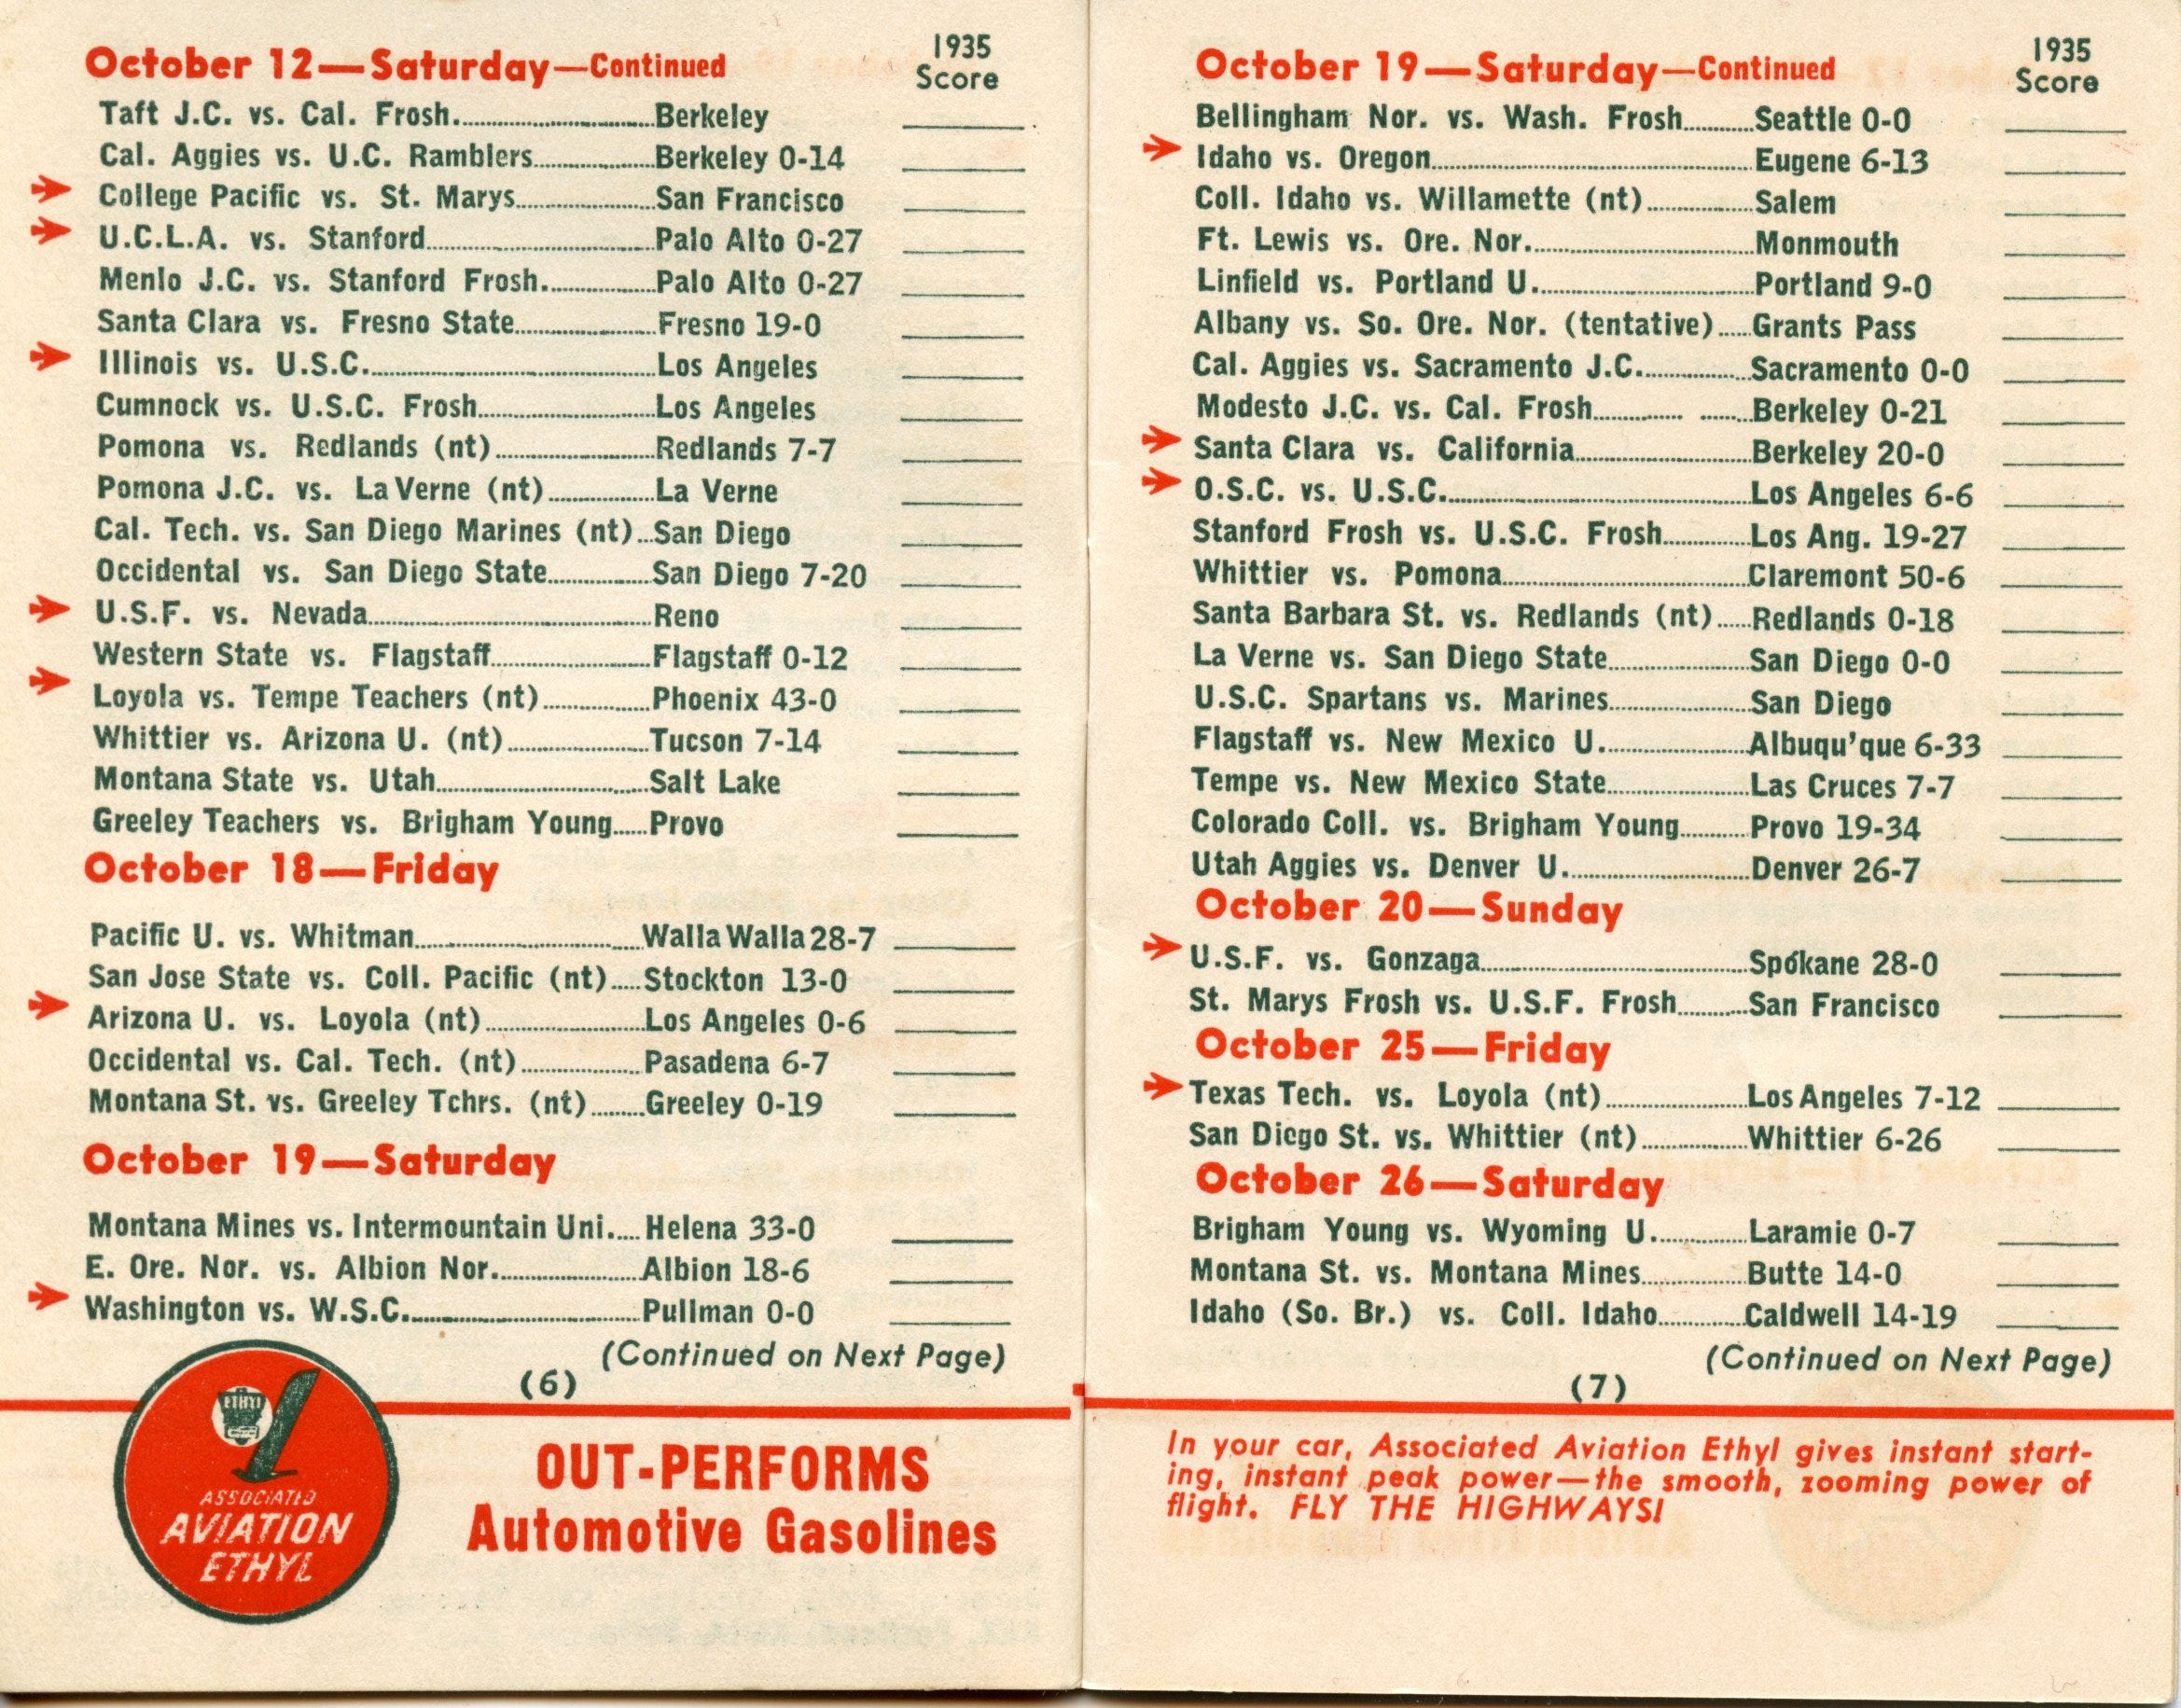 October 12—Saturday—Continued
1935
Score
Taft J.C. vs. Cal. Frosh..........Berkeley
Cal. Aggies vs. U.C. Ramblers..........Berkeley 0-14
College Pacific vs. St. Marys..........San Francisco
U.C.L.A. vs. Stanford..........Palo Alto 0-27
Menlo J.C. vs. Stanford Frosh..........Palo Alto 0-27
Santa Clara vs. Fresno State..........Fresno 19-0
Illinois vs. U.S.C...........Los Angeles
Cumnock vs. U.S.C. Frosh..........Los Angeles
Pomona vs. Redlands (nt)..........Redlands 7-7
Pomona J.C. vs. La Verne (nt)..........La Verne
Cal. Tech. vs. San Diego Marines (nt)...San Diego
Occidental vs. San Diego State..........San Diego 7-20
U.S.F. vs. Nevada..........Reno
Western State vs. Flagstaff..........Flagstaff 0-12
Loyola vs. Tempe Teachers (nt)..........Phoenix 43-0
Whittier vs. Arizona U. (nt)..........Tucson 7-14
Montana State vs. Utah..........Salt Lake
Greeley Teachers vs. Brigham Young......Provo
October 18—Friday
Pacific U. vs. Whitman..........Walla Walla 28-7
San Jose State vs. Coll. Pacific (nt).....Stockton 13-0
Arizona U. vs. Loyola (nt)..........Los Angeles 0-6
Occidental vs. Cal. Tech. (nt)..........Pasadena 6-7
Montana St. vs. Greeley Tchrs. (nt).........Greeley 0-19
October 19—Saturday
Montana Mines vs. Intermountain Uni.....Helena 33-0
E. Ore. Nor. vs. Albion Nor...........Albion 18-6
Washington vs. W.S.C...........Pullman 0-0
(Continued on Next Page)
(6)
ETHYL
ASSOCIATED
AVIATION
ETHYL
OUT-PERFORMS
Automotive Gasolines
October 19—Saturday—Continued
1935
Score
Bellingham Nor. vs. Wash. Frosh..........Seattle 0-0
Idaho vs. Oregon..........Eugene 6-13
Coll. Idaho vs. Willamette (nt)..........Salem
Ft. Lewis vs. Ore. Nor...........Monmouth
Linfield vs. Portland U...........Portland 9-0
Albany vs. So. Ore. Nor. (tentative).....Grants Pass
Cal. Aggies vs. Sacramento J.C...........Sacramento 0-0
Modesto J.C. vs. Cal. Frosh.......... ......Berkeley 0-21
Santa Clara vs. California..........Berkeley 20-0
O.S.C. vs. U.S.C...........Los Angeles 6-6
Stanford Frosh vs. U.S.C. Frosh..........Los Ang. 19-27
Whittier vs. Pomona..........Claremont 50-6
Santa Barbara St. vs. Redlands (nt).....Redlands 0-18
La Verne vs. San Diego State..........San Diego 0-0
U.S.C. Spartans vs. Marines..........San Diego
Flagstaff vs. New Mexico U...........Albuqu'que 6-33
Tempe vs. New Mexico State..........Las Cruces 7-7
Colorado Coll. vs. Brigham Young..........Provo 19-34
Utah Aggies vs. Denver U...........Denver 26-7
October 20—Sunday
U.S.F. vs. Gonzaga..........Spokane 28-0
St. Marys Frosh vs. U.S.F. Frosh..........San Francisco
October 25—Friday
Texas Tech. vs. Loyola (nt)..........Los Angeles 7-12
San Diego St. vs. Whittier (nt)..........Whittier 6-26
October 26—Saturday
Brigham Young vs. Wyoming U...........Laramie 0-7
Montana St. vs. Montana Mines..........Butte 14-0
Idaho (So. Br.) vs. Coll. Idaho..........Caldwell 14-19
(Continued on Next Page)
(7)
In your car, Associated Aviation Ethyl gives instant start-
ing, instant peak power—the smooth, zooming power of
flight. FLY THE HIGHWAYS!